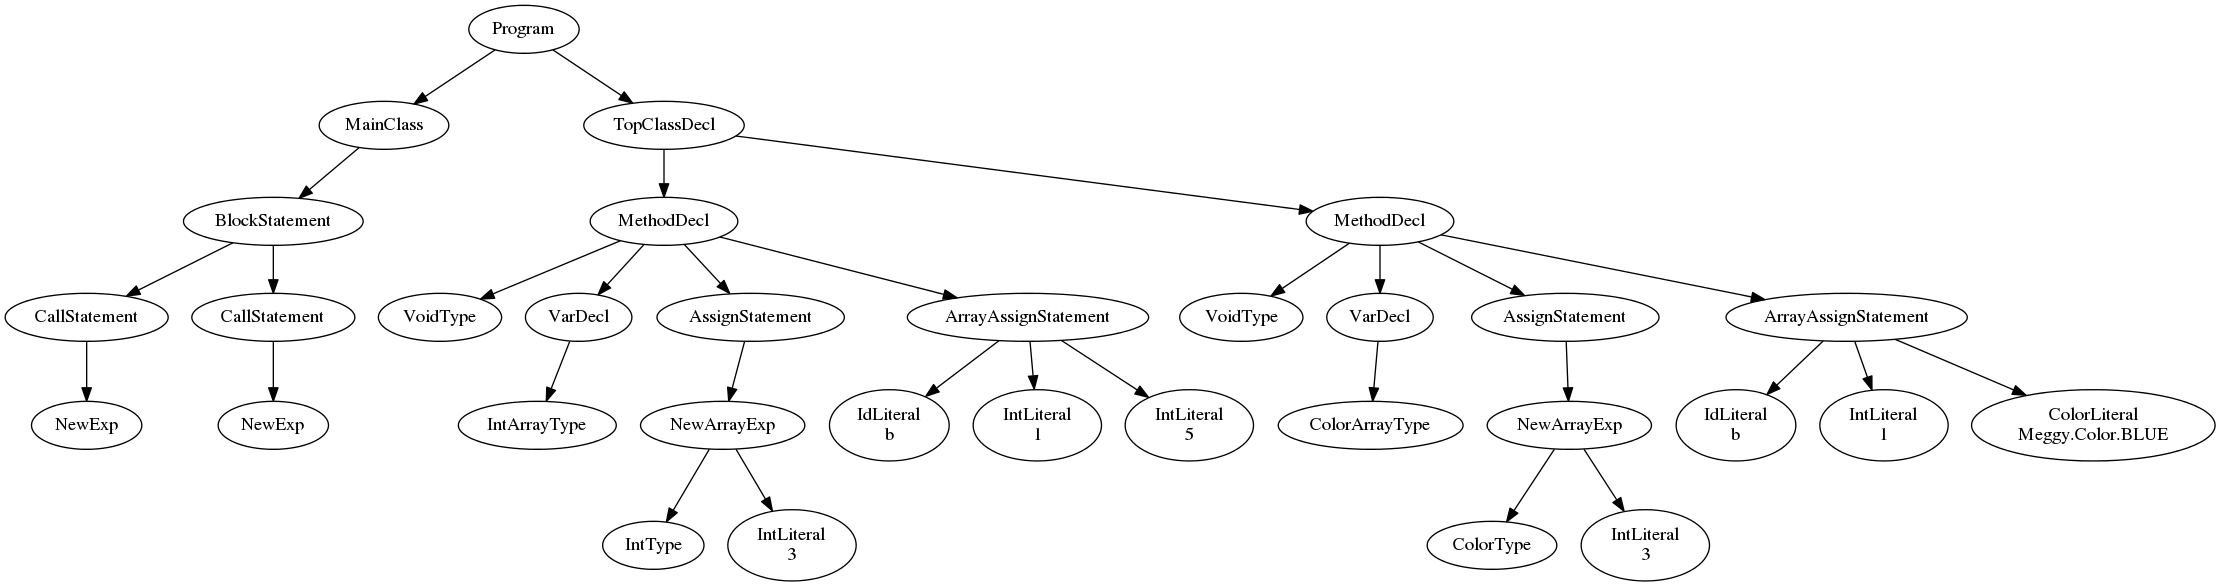 Program
MainClass
TopClassDecl
BlockStatement
MethodDecl
MethodDecl
CallStatement
CallStatement
VoidType
VarDecl
AssignStatement
ArrayAssignStatement
VoidType
VarDecl
AssignStatement
ArrayAssignStatement
NewExp
NewExp
IntArrayType
NewArrayExp
IdLiteral
b
IntLiteral
1
IntLiteral
5
ColorArrayType
NewArrayExp
IdLiteral
b
IntLiteral
1
ColorLiteral
Meggy.Color.BLUE
IntType
IntLiteral
3
ColorType
IntLiteral
3